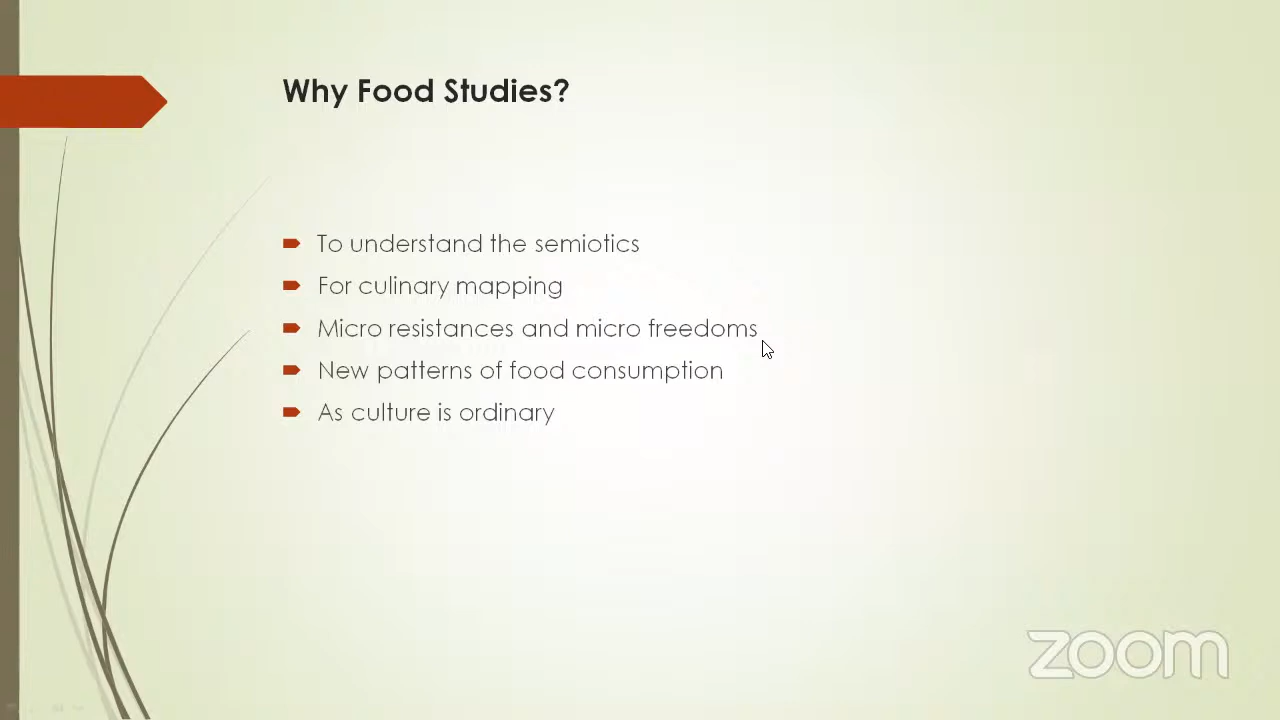 Why Food Studies?
To understand the semiotics
For culinary mapping
Micro resistances and micro freedoms
New patterns of food consumption
As culture is ordinary
zoom